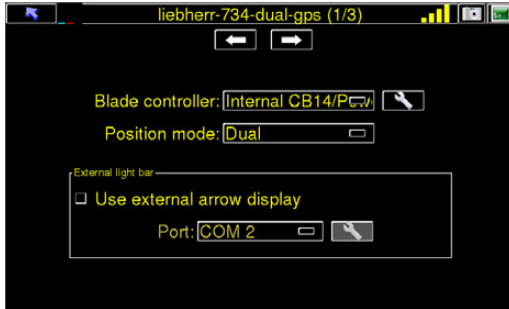 liebherr-734-dual-gps (1/3)
Blade controller: Internal CB14/
Position mode: Dual
External light bar
Use external arrow display
Port: COM 2